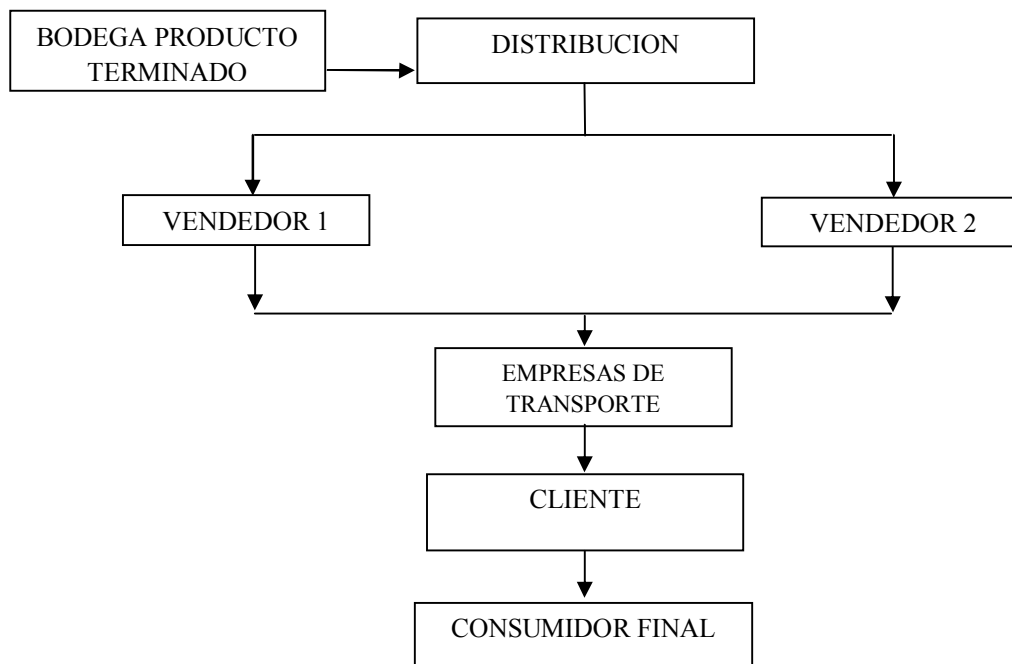 BODEGA PRODUCTO
TERMINADO
DISTRIBUCION
VENDEDOR 1
VENDEDOR 2
EMPRESAS DE
TRANSPORTE
CLIENTE
CONSUMIDOR FINAL